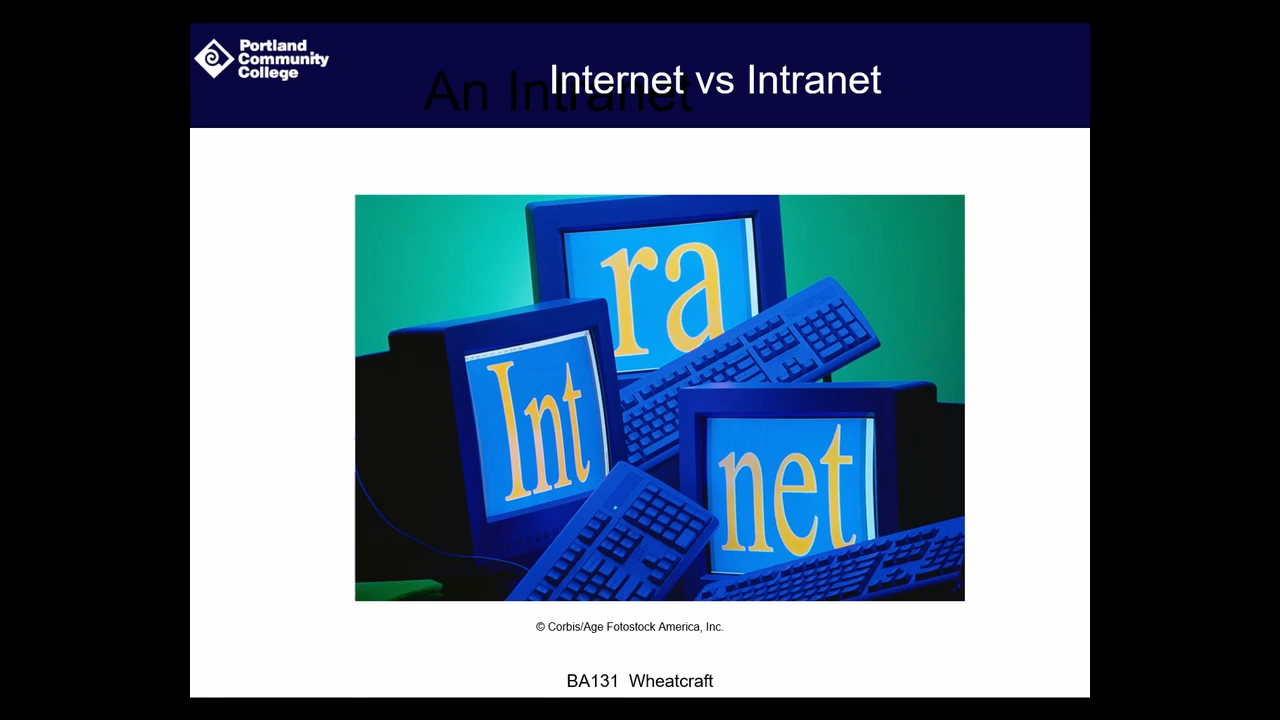 Portland
Community
College
An Intranet
Internet vs Intranet
ra
Int
net
© Corbis/Age Fotostock America, Inc.
BA131 Wheatcraft